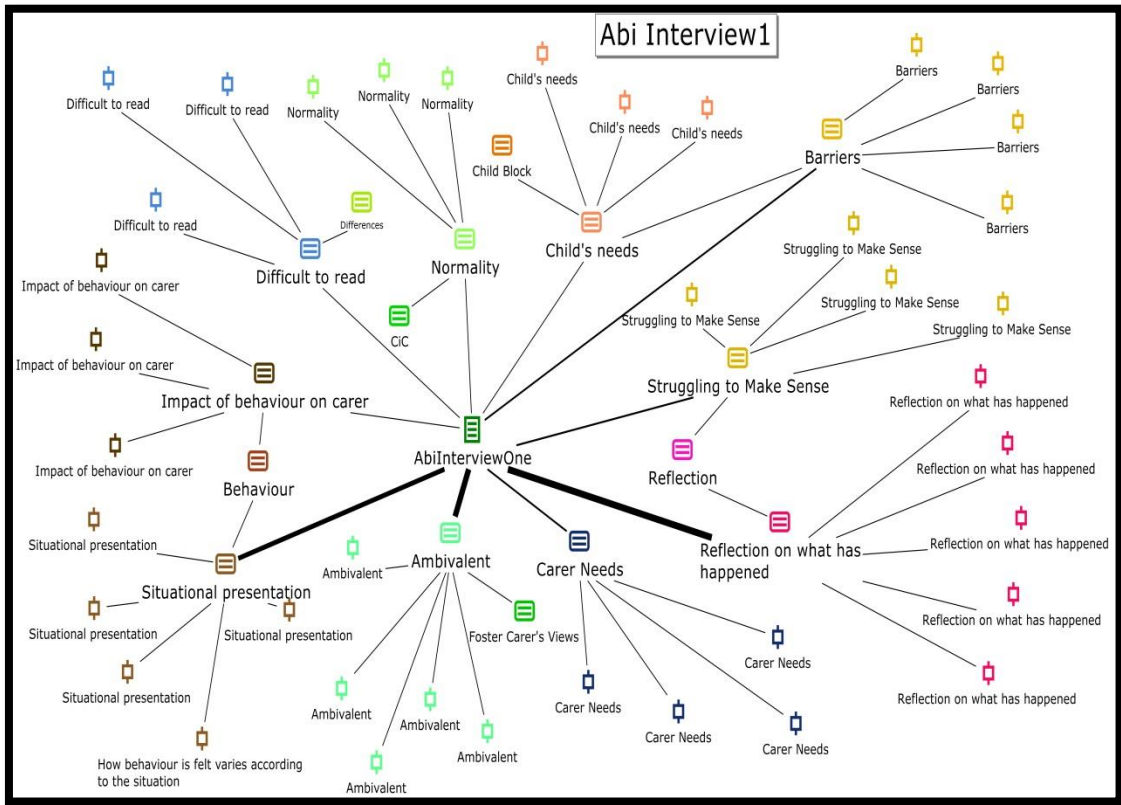 Abi Interview1
Barriers
Child's needs
Barriers
Normality
Difficult to read
Difficult to read
Normality
Normality
Child's needs
Child's needs
Barriers
Barriers
Child Block
Difficult to read
Differences
Barriers
Child's needs
Struggling to Make Sense
Normality
Difficult to read
Impact of behaviour on carer
Struggling to Make Sense
Struggling to Make Sense
Struggling to Make Sense
CiC
Impact of behaviour on carer
Struggling to Make Sense
Impact of behaviour on carer
Reflection on what has happened
AbiInterviewOne
Impact of behaviour on carer
Reflection on what has happened
Reflection
Behaviour
Situational presentation
Reflection on what has happened
Reflection on what has
happened
Ambivalent
Carer Needs
Ambivalent
Situational presentation
Reflection on what has happened
Situational presentation
Situational presentation
Foster Carer's Views
Carer Needs
Situational presentation
Reflection on what has happened
Ambivalent
Ambivalent
Carer Needs
Carer Needs
Carer Needs
Ambivalent
How behaviour is felt varies according
to the situation
Ambivalent